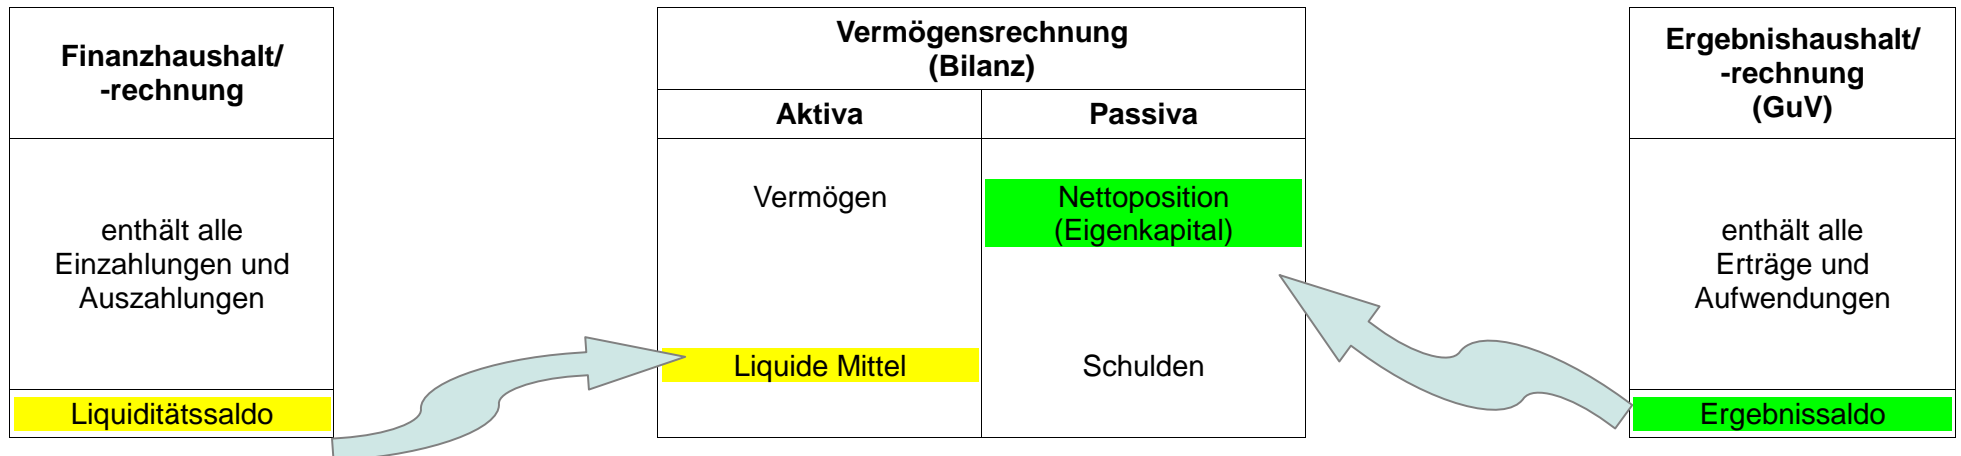 Finanzhaushalt/
-rechnung
enthält alle
Einzahlungen und
Auszahlungen
Liquiditätssaldo
Vermögensrechnung
(Bilanz)
Aktiva
Passiva
Vermögen
Nettoposition
(Eigenkapital)
Liquide Mittel
Schulden
Ergebnishaushalt/
-rechnung
(GuV)
enthält alle
Erträge und
Aufwendungen
Ergebnissaldo